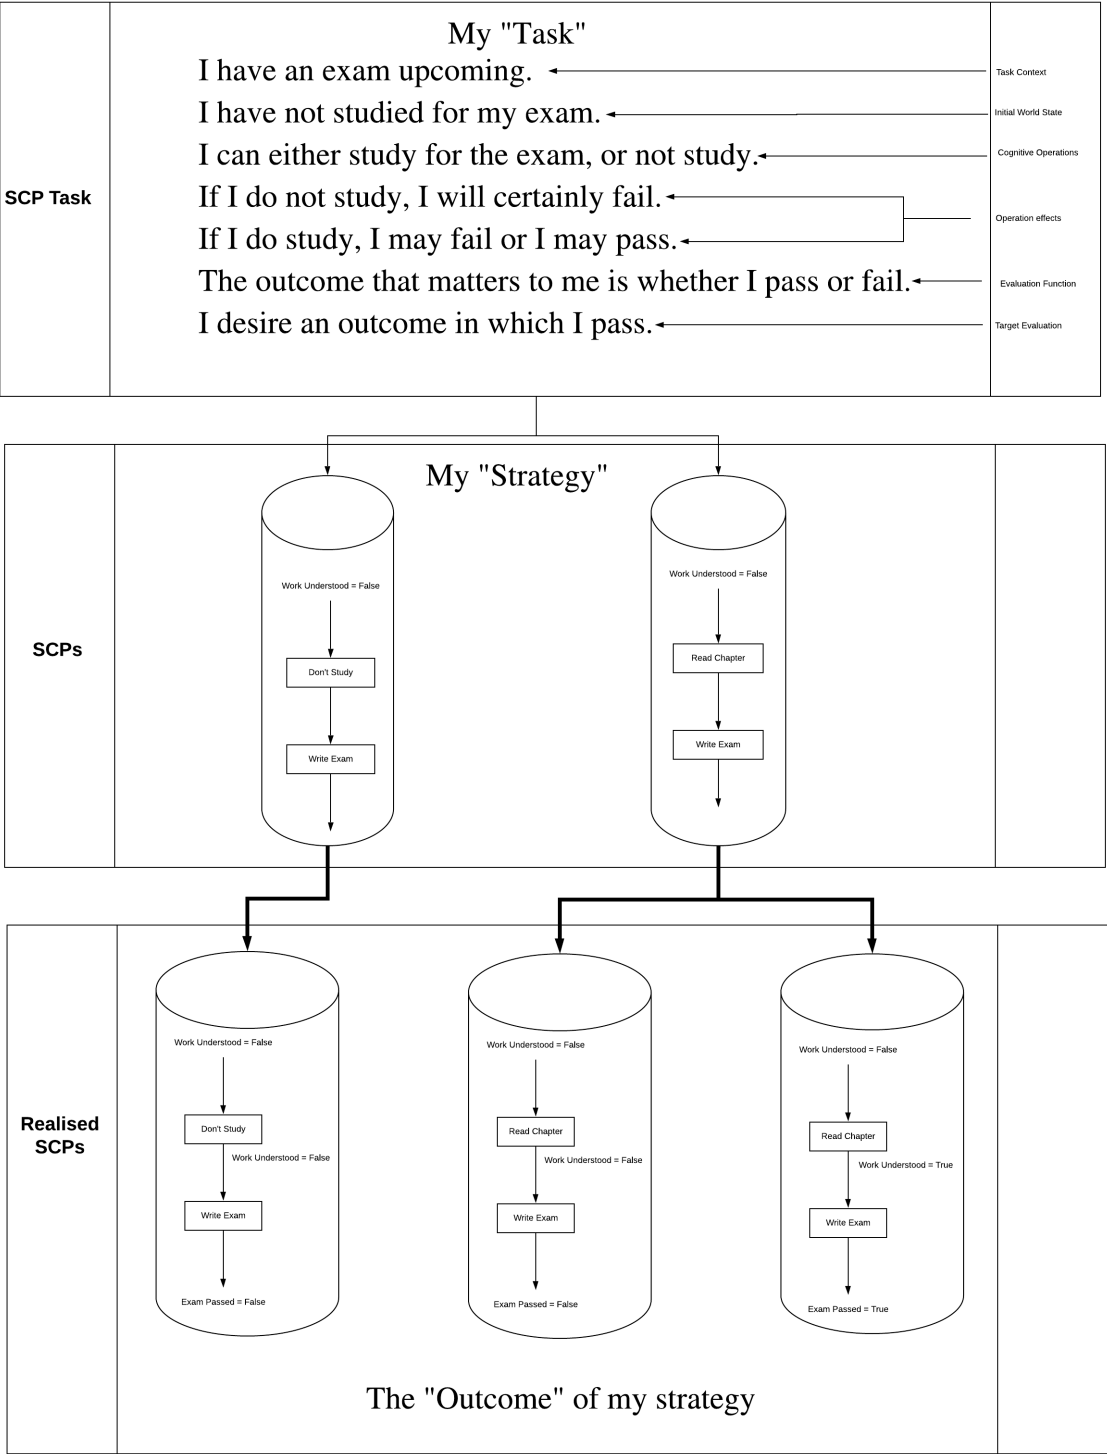 My "Task"
I have an exam upcoming.
Task Context
I have not studied for my exam.
Initial World State
I can either study for the exam, or not study.
Cognitive Operations
SCP Task
If I do not study, I will certainly fail.
Operation effects
If I do study, I may fail or I may pass.
The outcome that matters to me is whether I pass or fail.
Evaluation Function
I desire an outcome in which I pass.
Target Evaluation
My "Strategy"
SCPs
Work Understood = False
Don't Study
Write Exam
Work Understood = False
Read Chapter
Write Exam
Realised
SCPs
Work Understood = False
Don't Study
Work Understood = False
Write Exam
Exam Passed = False
Work Understood = False
Read Chapter
Work Understood = False
Write Exam
Exam Passed = False
Work Understood = False
Read Chapter
Work Understood = True
Write Exam
Exam Passed = True
The "Outcome" of my strategy